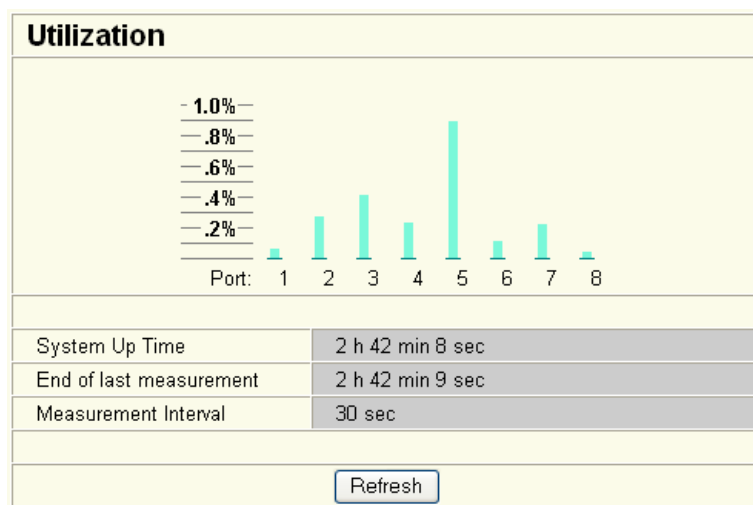 Utilization
1.0%
.8%
.6%
.4%
.2%
Port: 1 2 3 4 5 6 7 8
System Up Time 2 h 42 min 8 sec
End of last measurement 2 h 42 min 9 sec
Measurement Interval 30 sec
Refresh